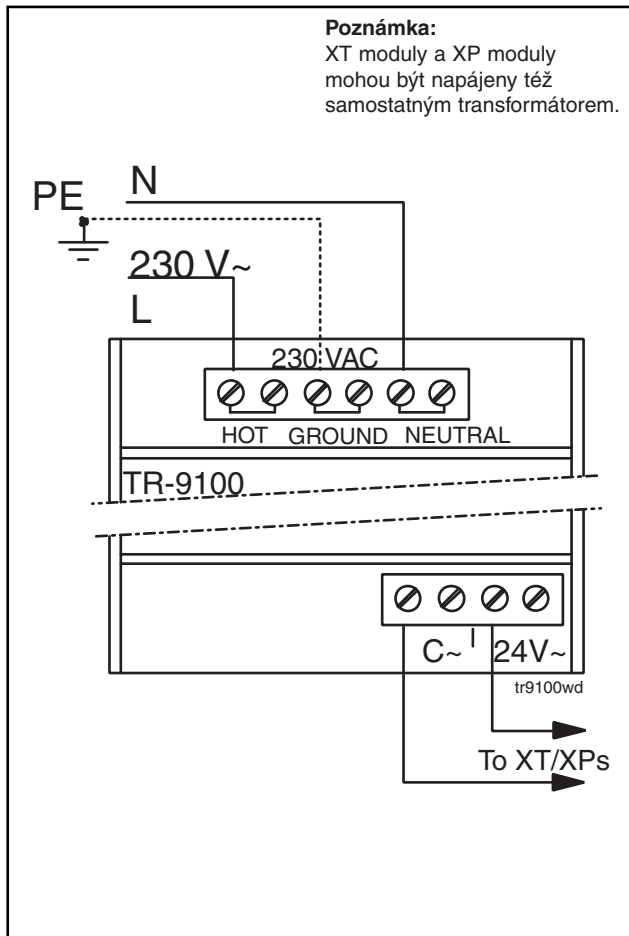 Poznámka:
XT moduly a XP moduly
mohou být napájeny též
samostatným transformátorem.
N
PE
230 V~
L
230 VAC
HOT GROUND NEUTRAL
TR-9100
C~ 24V~
tr9100wd
To XT/XPs